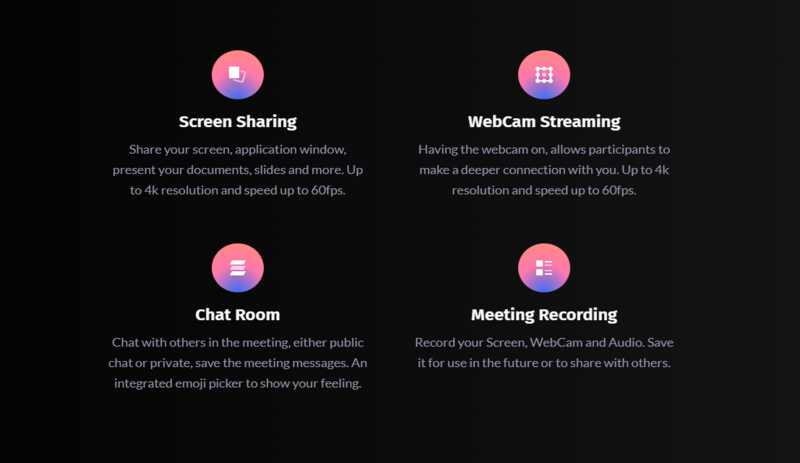 Screen Sharing
Share your screen, application window,
present your documents, slides and more. Up
to 4k resolution and speed up to 60fps.
WebCam Streaming
Having the webcam on, allows participants to
make a deeper connection with you. Up to 4k
resolution and speed up to 60fps.
Chat Room
Chat with others in the meeting, either public
chat or private, save the meeting messages. An
integrated emoji picker to show your feeling.
Meeting Recording
Record your Screen, WebCam and Audio. Save
it for use in the future or to share with others.